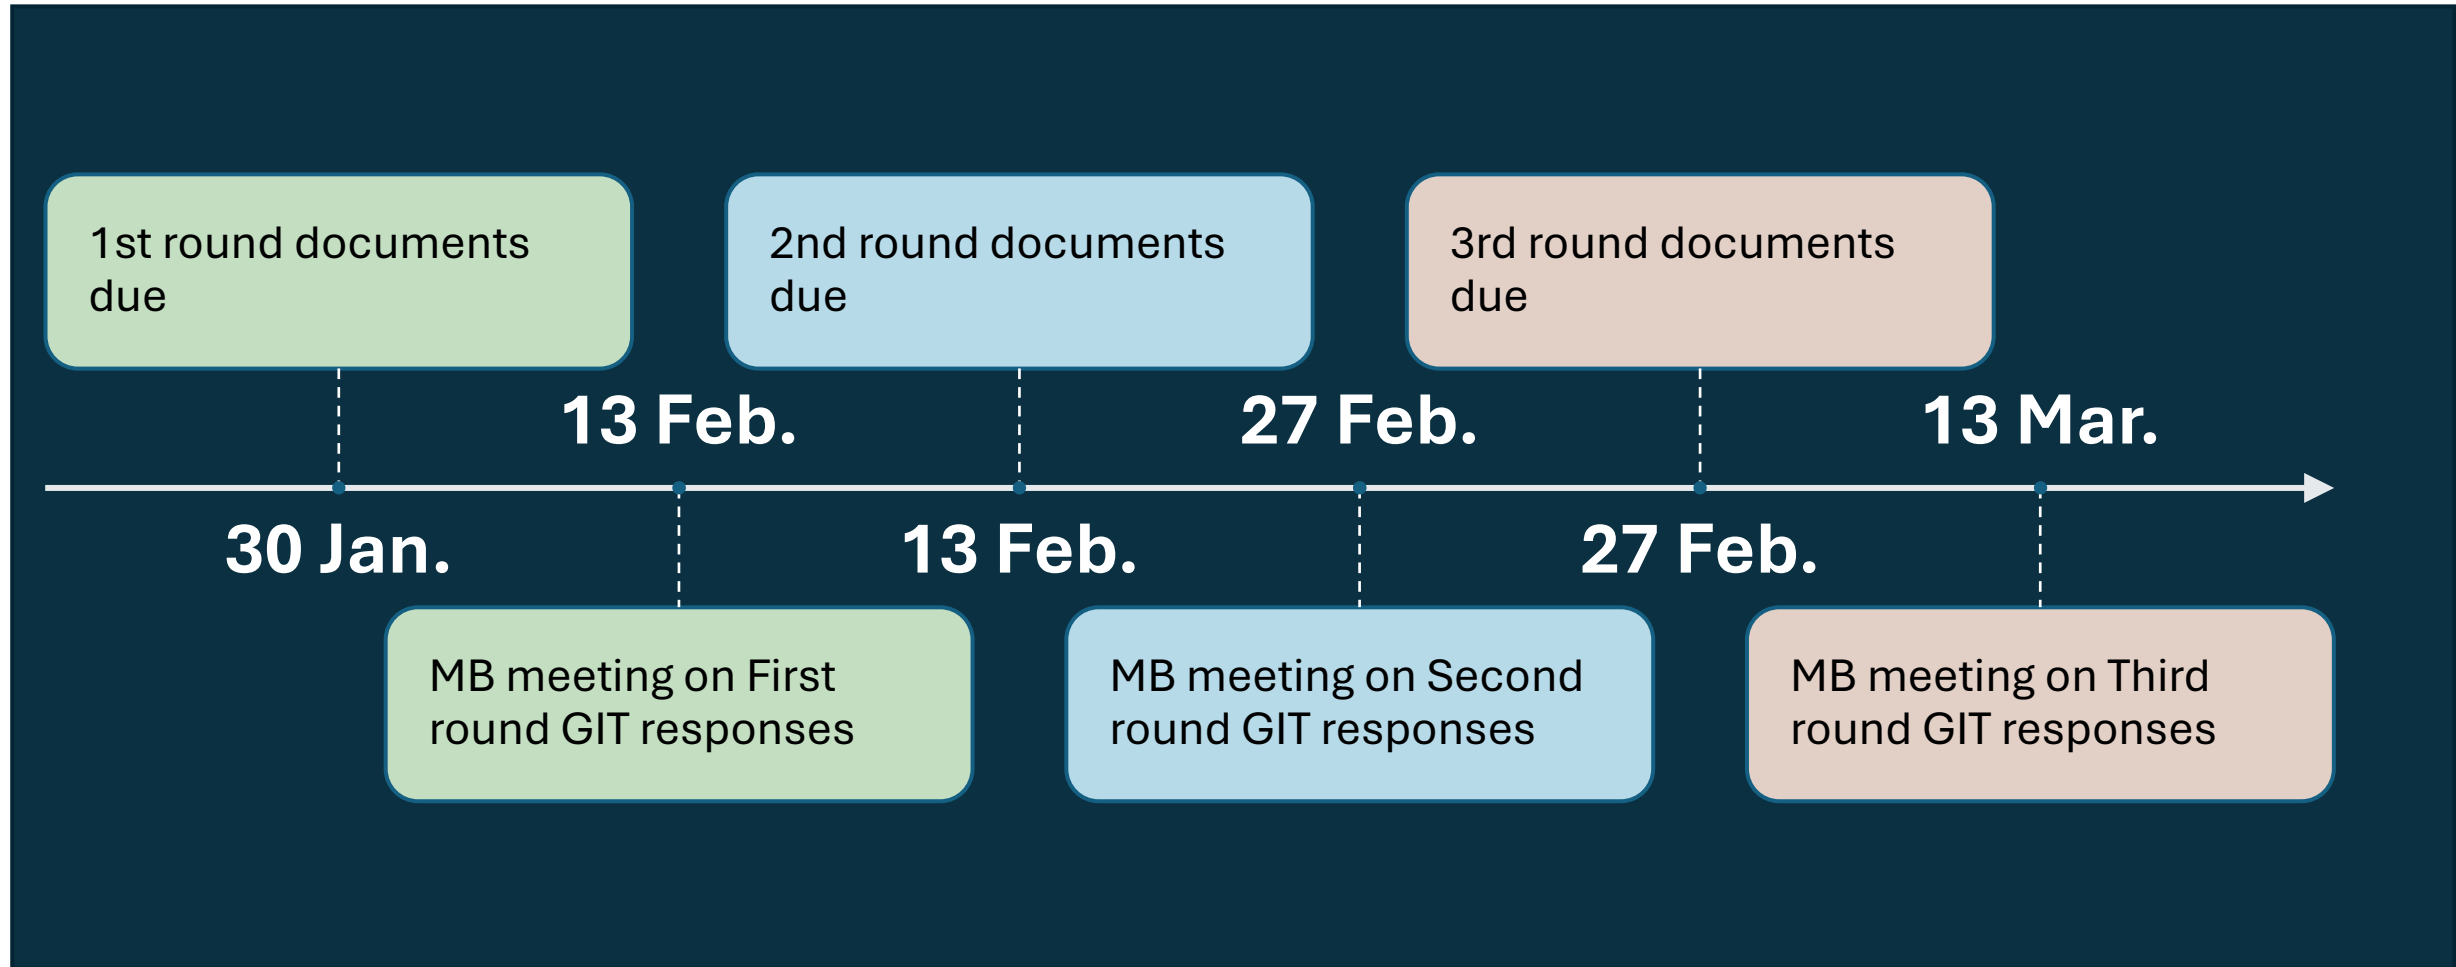 1st round documents
due
2nd round documents
due
3rd round documents
due
13 Feb.
27 Feb.
13 Mar.
30 Jan.
13 Feb.
27 Feb.
MB meeting on First
round GIT responses
MB meeting on Second
round GIT responses
MB meeting on Third
round GIT responses